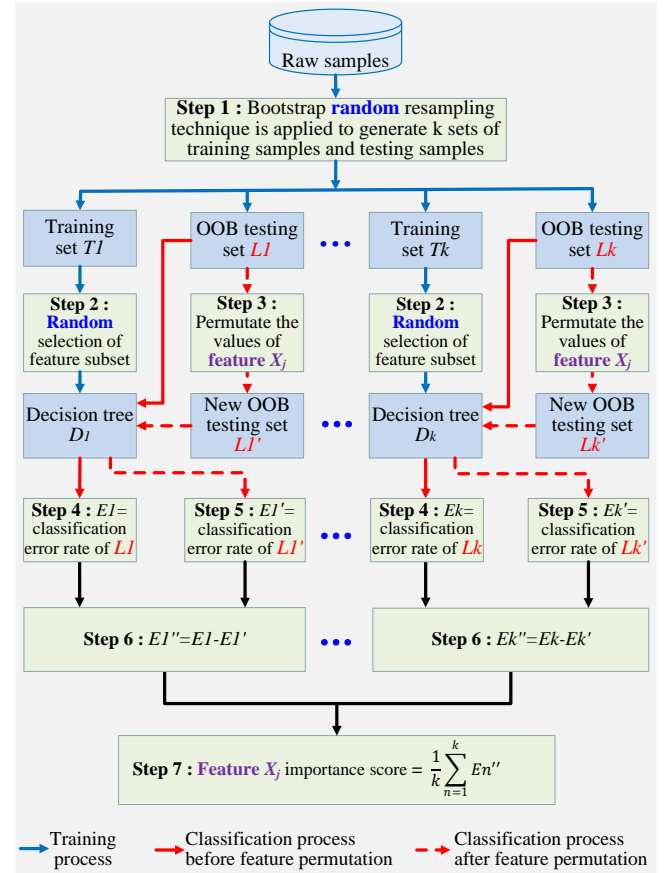 Raw samples
Step 1 : Bootstrap random resampling
technique is applied to generate k sets of
training samples and testing samples
Training
set T1
OOB testing
set L1
Training
set Tk
OOB testing
set Lk
Step 2 :
Random
selection of
feature subset
Step 3 :
Permutate the
values of
feature Xj
Step 2 :
Random
selection of
feature subset
Step 3 :
Permutate the
values of
feature Xj
Decision tree
D1
New OOB
testing set
L1'
Decision tree
Dk
New OOB
testing set
Lk'
Step 4 : E1=
classification
error rate of L1
Step 5 : E1'=
classification
error rate of L1'
Step 4 : Ek=
classification
error rate of Lk
Step 5 : Ek'=
classification
error rate of Lk'
Step 6 : E1''=E1-E1'
Step 6 : Ek''=Ek-Ek'
Step 7 : Feature Xj importance score = 1/k ∑ n=1 k En''
Training
process
Classification process
before feature permutation
Classification process
after feature permutation